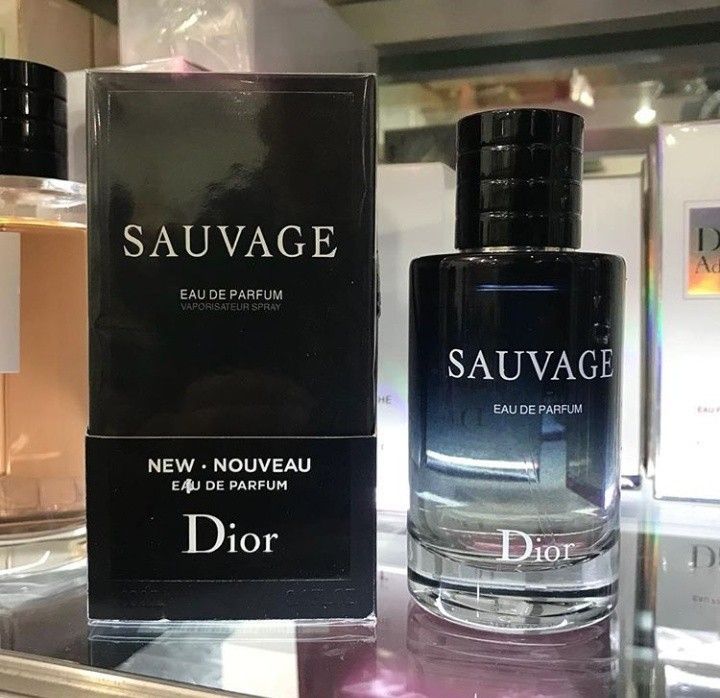 SAUVAGE
EAU DE PARFUM
VAPORISATEUR SPRAY
NEW · NOUVEAU
EAU DE PARFUM
Dior
SAUVAGE
EAU DE PARFUM
Dior